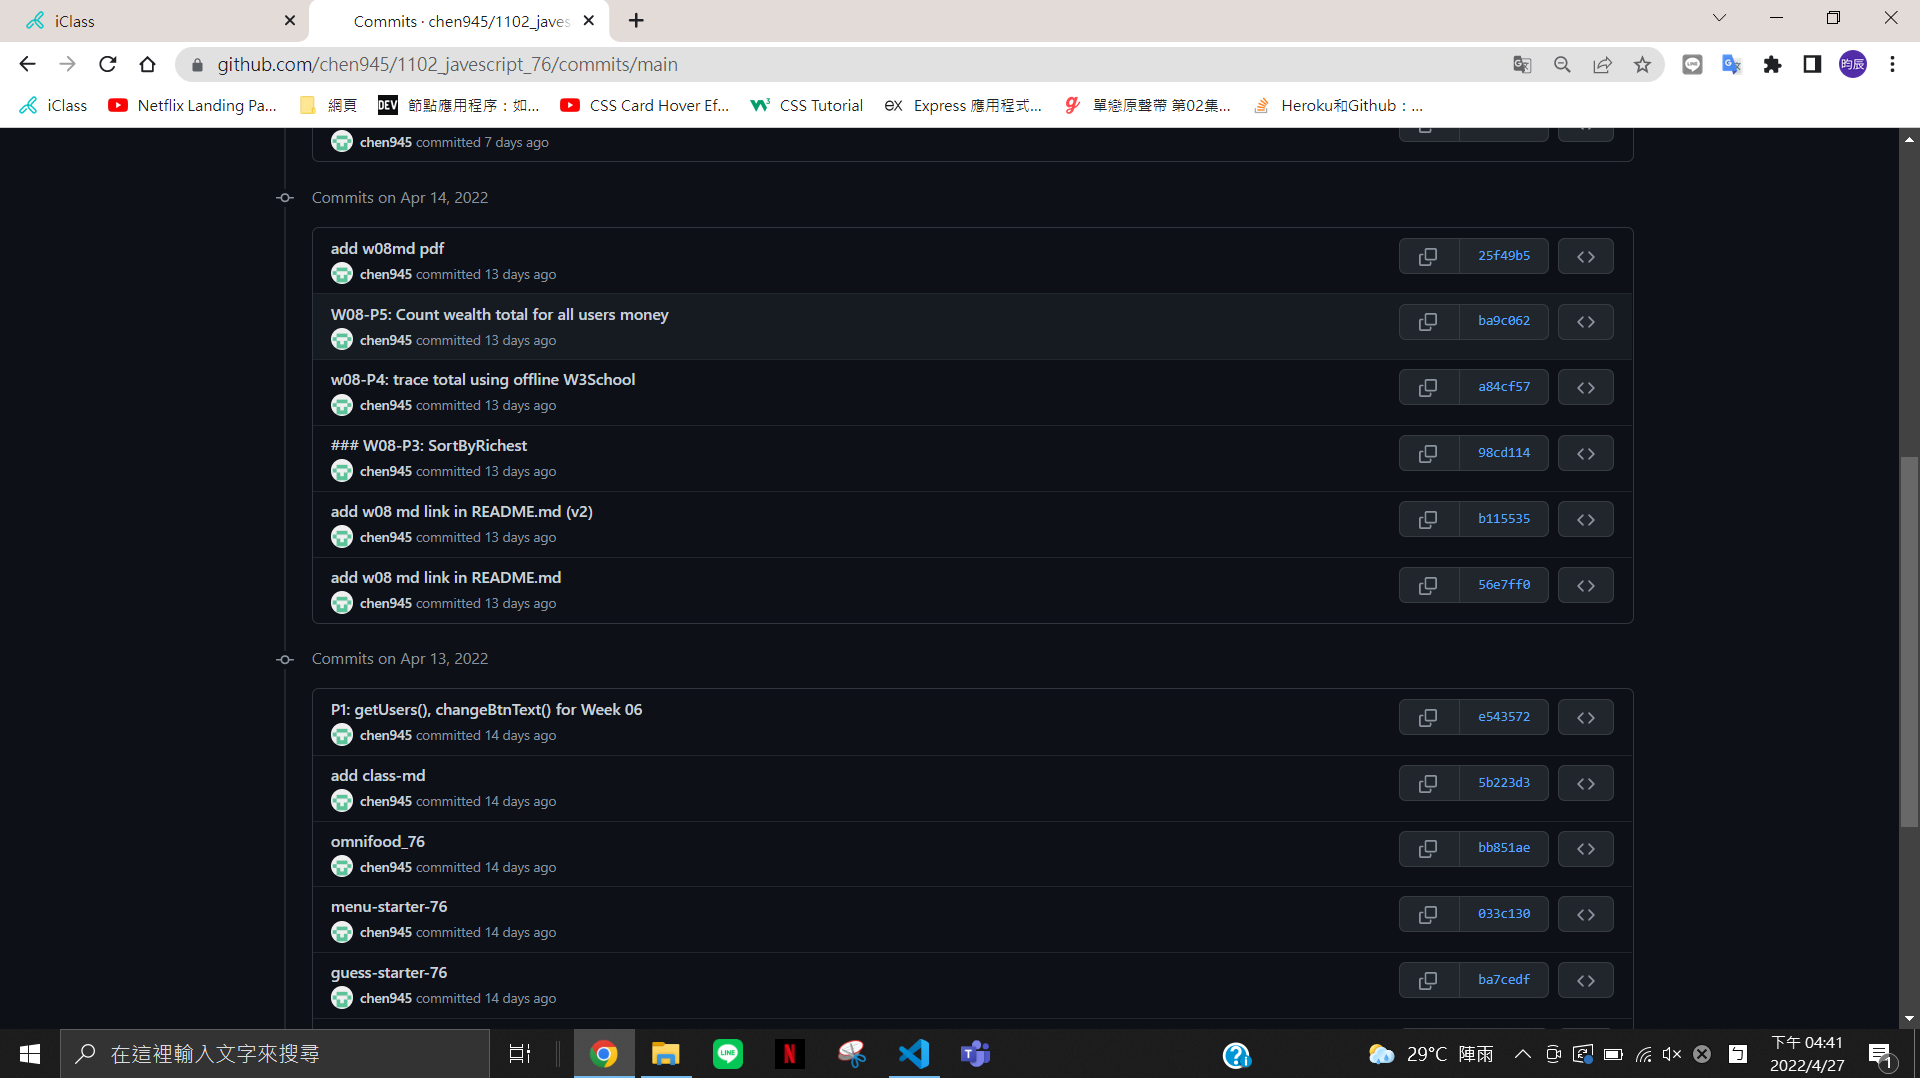 iClass
Commits · chen945/1102_javes
github.com/chen945/1102_javescript_76/commits/main
昀辰
iClass
Netflix Landing Pa...
網頁
DEV
節點應用程序：如...
CSS Card Hover Ef...
CSS Tutorial
EX
Express 應用程式...
單戀原聲帶 第02集...
Heroku和Github：...
chen945 committed 7 days ago
Commits on Apr 14, 2022
add w08md pdf
chen945 committed 13 days ago
25f49b5
W08-P5: Count wealth total for all users money
chen945 committed 13 days ago
ba9c062
w08-P4: trace total using offline W3School
chen945 committed 13 days ago
a84cf57
### W08-P3: SortByRichest
chen945 committed 13 days ago
98cd114
add w08 md link in README.md (v2)
chen945 committed 13 days ago
b115535
add w08 md link in README.md
chen945 committed 13 days ago
56e7ff0
Commits on Apr 13, 2022
P1: getUsers(), changeBtnText() for Week 06
chen945 committed 14 days ago
e543572
add class-md
chen945 committed 14 days ago
5b223d3
omnifood_76
chen945 committed 14 days ago
bb851ae
menu-starter-76
chen945 committed 14 days ago
033c130
guess-starter-76
chen945 committed 14 days ago
ba7cedf
在這裡輸入文字來搜尋
LINE
N
29°C 陣雨
下午 04:41
2022/4/27
1